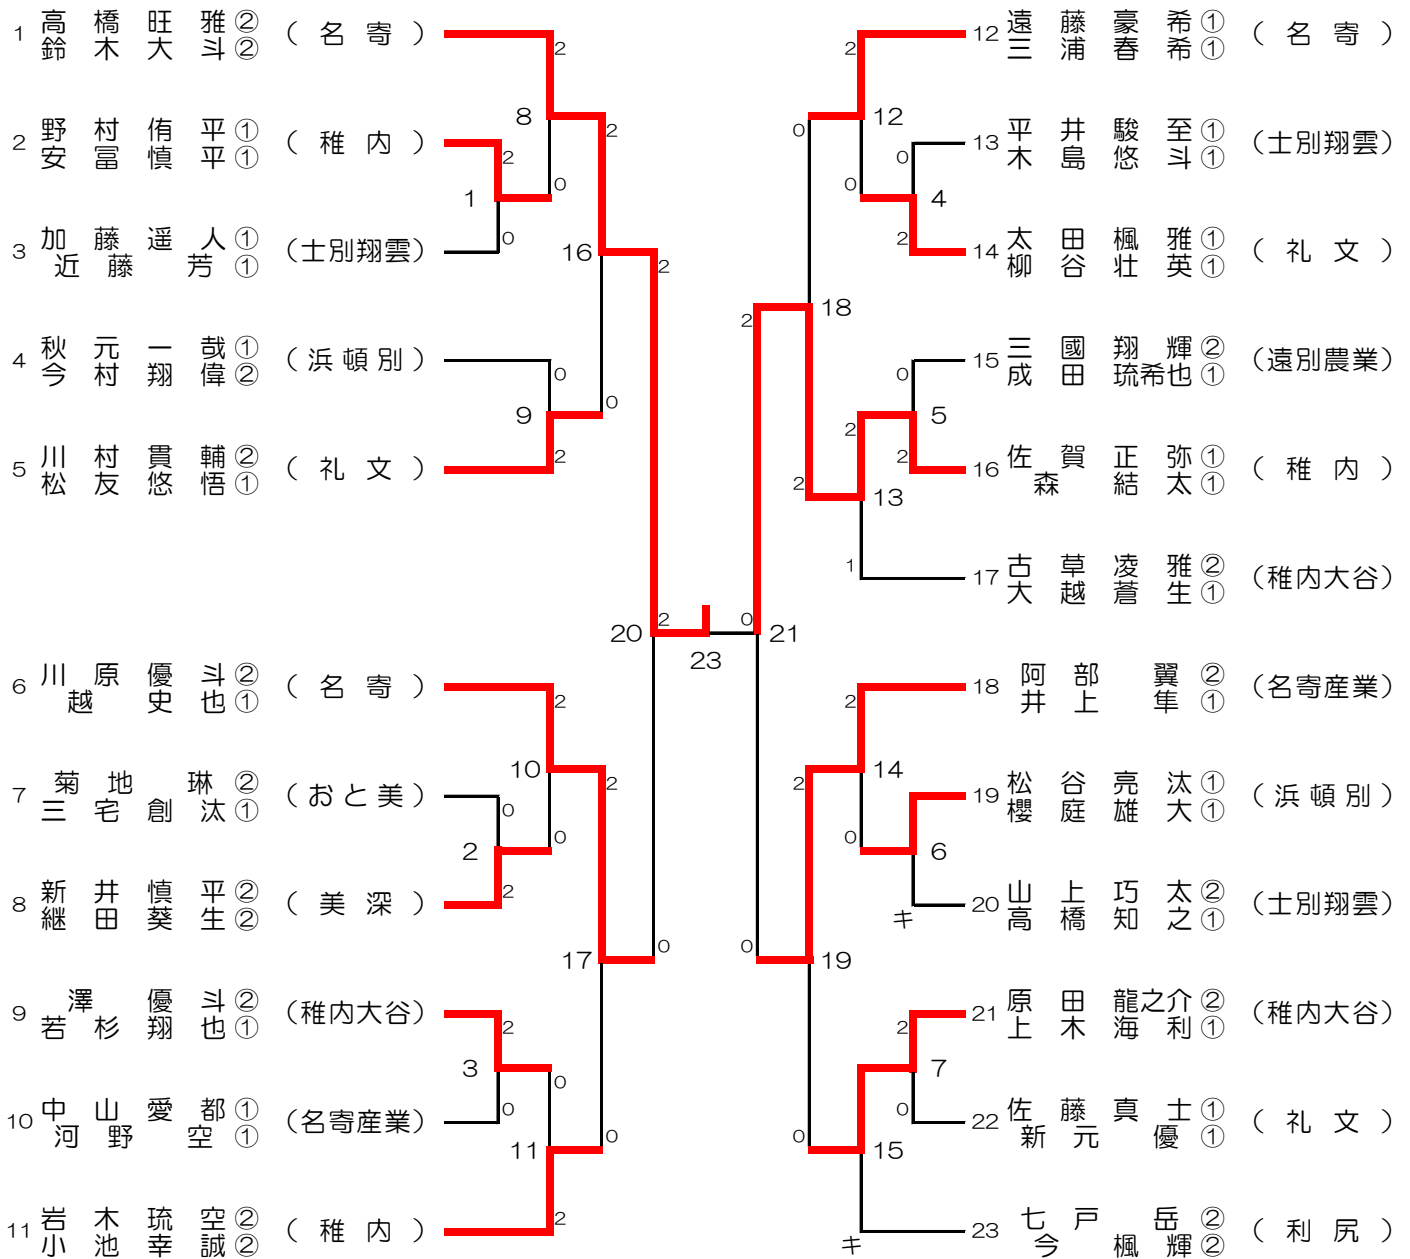 1 高橋旺雅② (名寄)
鈴木大斗②
2 野村侑平① (稚内)
安冨慎平①
3 加藤遥人① (士別翔雲)
近藤芳①
4 秋元一哉① (浜頓別)
今村翔偉②
5 川村貫輔② (礼文)
松友悠悟①
6 川原優斗② (名寄)
越史也①
7 菊地琳② (おと美)
三宅創汰①
8 新井慎平② (美深)
継田葵生②
9 澤優斗② (稚内大谷)
若杉翔也①
10 中山愛都① (名寄産業)
河野空①
11 岩木琉空② (稚内)
小池幸誠②
2
8
2
2
0
1
0
16
2
0
9
0
2
20
2
23
2
10
2
0
0
2
2
17
0
2
3
0
0
11
0
2
12 遠藤豪希① (名寄)
三浦春希①
13 平井駿至① (士別翔雲)
木島悠斗①
14 太田楓雅① (礼文)
柳谷壮英①
15 三國翔輝② (遠別農業)
成田琉希也①
16 佐賀正弥① (稚内)
森結太①
17 古草凌雅② (稚内大谷)
大越蒼生①
18 阿部翼② (名寄産業)
井上隼①
19 松谷亮汰① (浜頓別)
櫻庭雄大①
20 山上巧太② (士別翔雲)
高橋知之①
21 原田龍之介② (稚内大谷)
上木海利①
22 佐藤真士① (礼文)
新元優①
23 七戸岳② (利尻)
今楓輝②
2
12
0
0
0
4
2
18
2
0
5
2
2
2
13
1
0
21
2
14
2
0
6
キ
0
19
2
7
0
0
15
キ